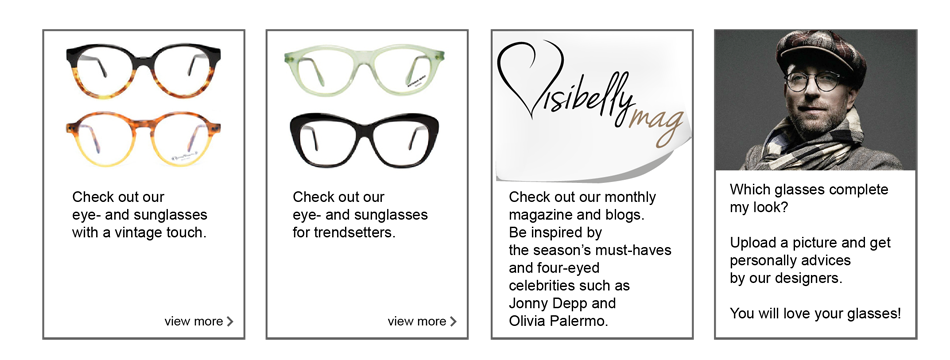 Check out our
eye- and sunglasses
with a vintage touch.
view more
Check out our
eye- and sunglasses
for trendsetters.
view more
Visibelly
mag
Check out our monthly
magazine and blogs.
Be inspired by
the season’s must-haves
and four-eyed
celebrities such as
Jonny Depp and
Olivia Palermo.
Which glasses complete
my look?
Upload a picture and get
personally advices
by our designers.
You will love your glasses!